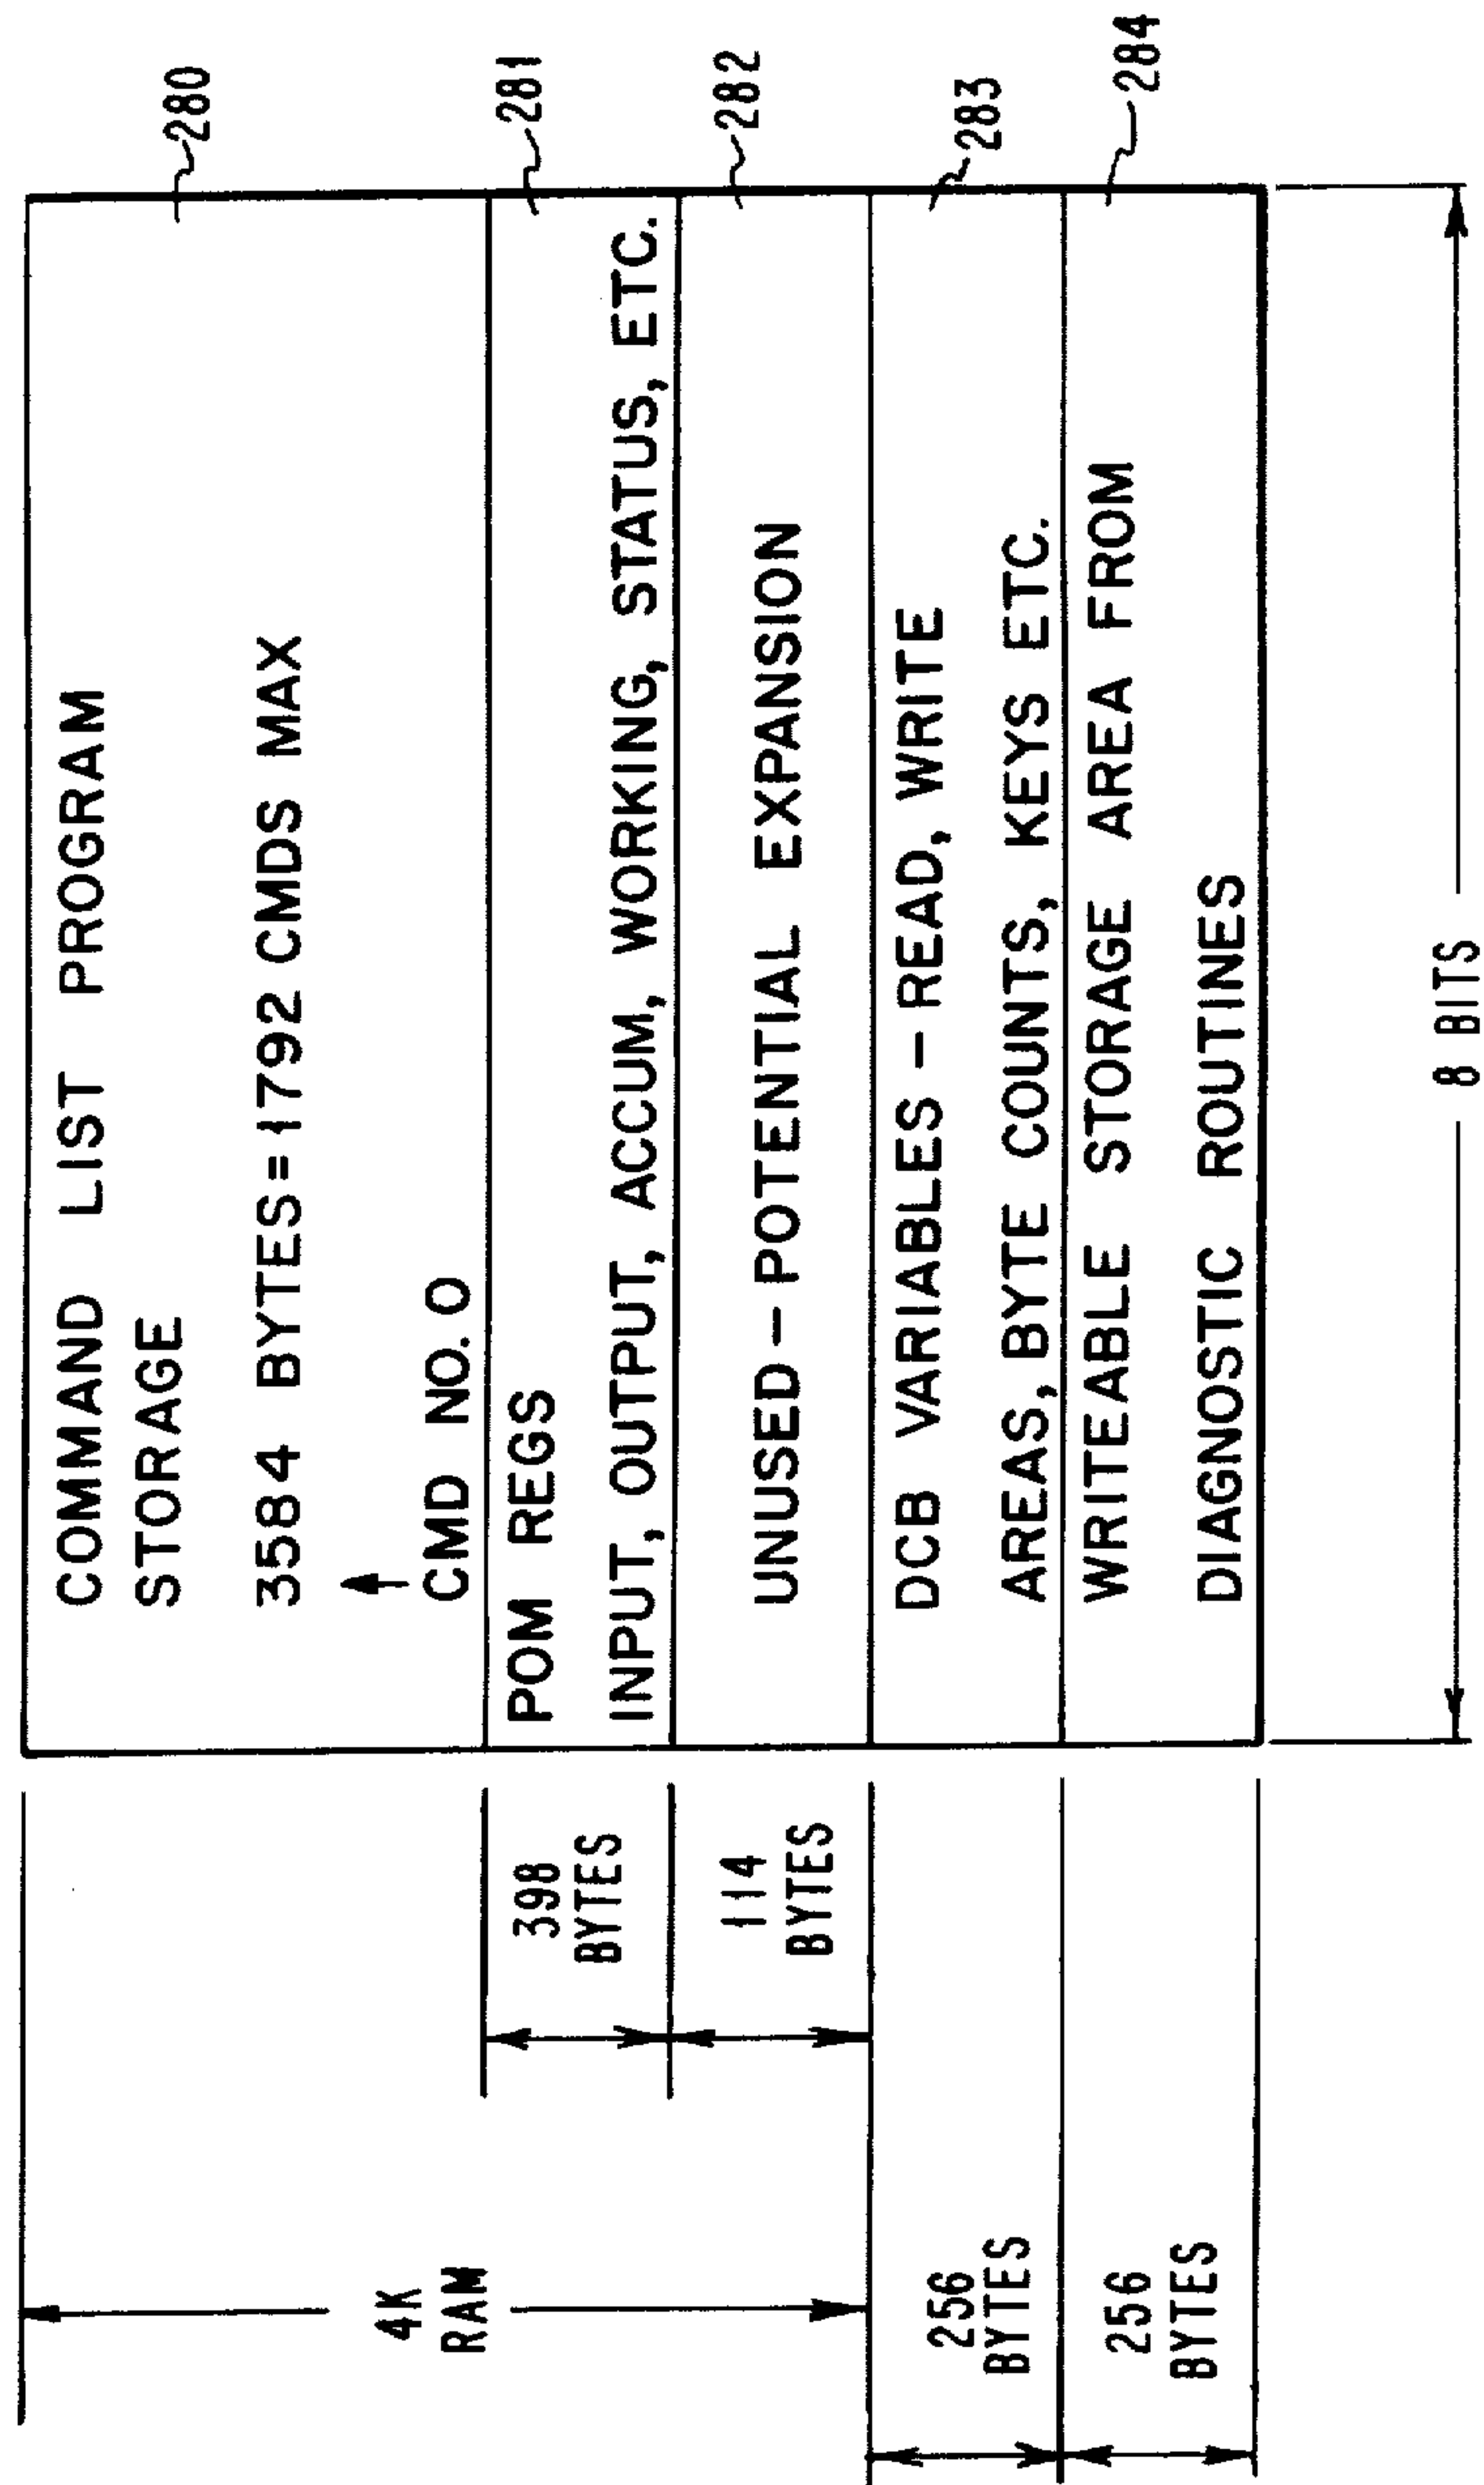 COMMAND LIST PROGRAM
STORAGE
3584 BYTES=1792 CMDS MAX
CMD NO. 0
280
POM REGS
INPUT, OUTPUT, ACCUM, WORKING, STATUS, ETC.
281
UNUSED - POTENTIAL EXPANSION
282
DCB VARIABLES - READ, WRITE
AREAS, BYTE COUNTS, KEYS ETC.
283
WRITEABLE STORAGE AREA FROM
DIAGNOSTIC ROUTINES
284
4K
RAM
398
BYTES
114
BYTES
256
BYTES
256
BYTES
8 BITS